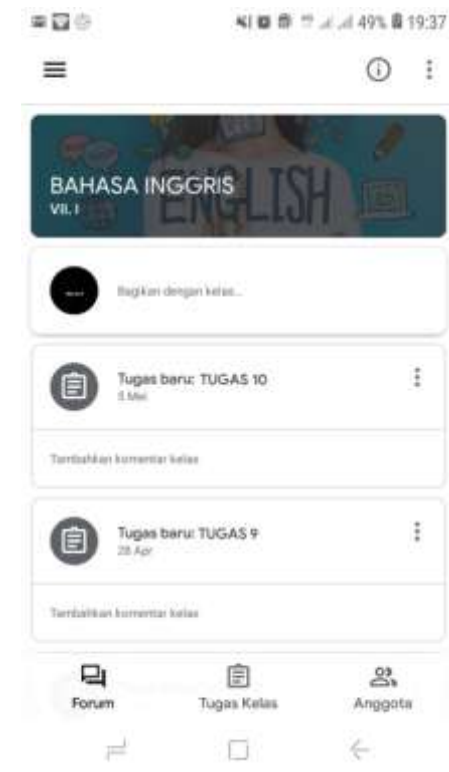 49% 19:37
BAHASA INGGRIS
VII. I
ENGLISH
Bagikan dengan kelas...
Tugas baru: TUGAS 10
5 Mei
Tambahkan komentar kelas
Tugas baru: TUGAS 9
28 Apr
Tambahkan komentar kelas
Forum
Tugas Kelas
Anggota